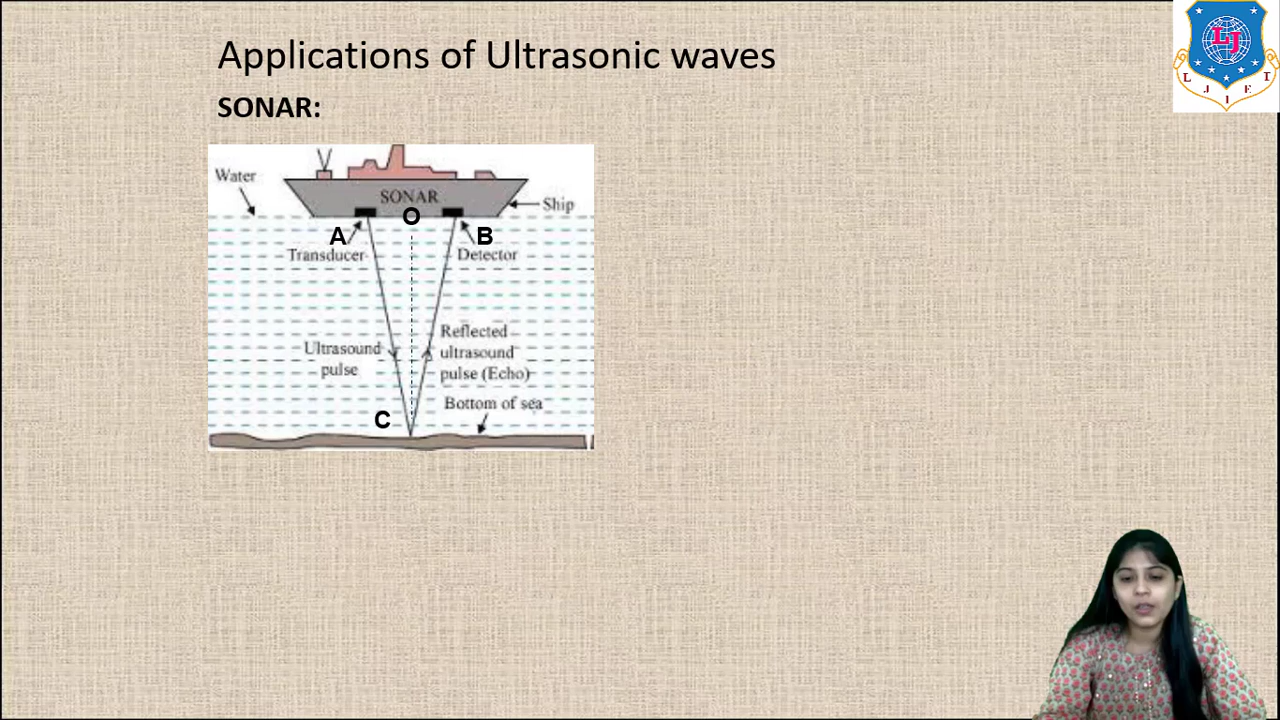 Applications of Ultrasonic waves
SONAR:
Water
SONAR
Ship
O
A
B
Transducer
Detector
Ultrasound
pulse
Reflected
ultrasound
pulse (Echo)
C
Bottom of sea
LJ
L J I E T